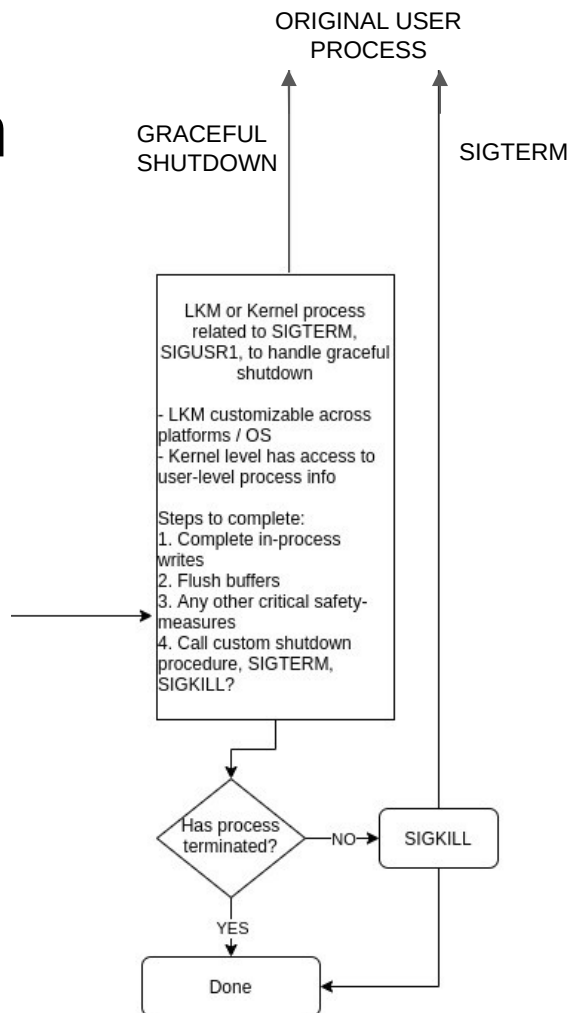 ORIGINAL USER
PROCESS
GRACEFUL
SHUTDOWN
SIGTERM
LKM or Kernel process
related to SIGTERM,
SIGUSR1, to handle graceful
shutdown
- LKM customizable across
platforms / OS
- Kernel level has access to
user-level process info
Steps to complete:
1. Complete in-process
writes
2. Flush buffers
3. Any other critical safety-
measures
4. Call custom shutdown
procedure, SIGTERM,
SIGKILL?
Has process
terminated?
NO
SIGKILL
YES
Done